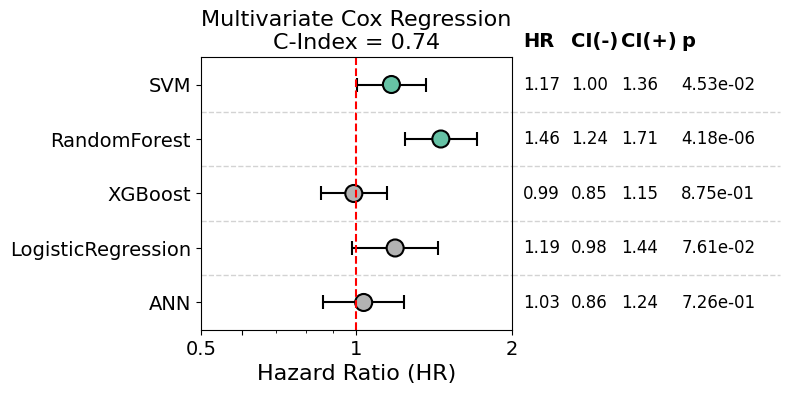 Multivariate Cox Regression
C-Index = 0.74
HR CI(-) CI(+) p
SVM 1.17 1.00 1.36 4.53e-02
RandomForest 1.46 1.24 1.71 4.18e-06
XGBoost 0.99 0.85 1.15 8.75e-01
LogisticRegression 1.19 0.98 1.44 7.61e-02
ANN 1.03 0.86 1.24 7.26e-01
0.5 1 2
Hazard Ratio (HR)